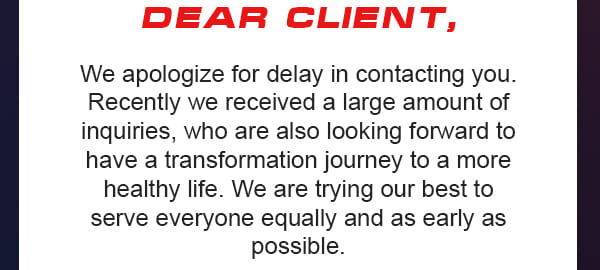 DEAR CLIENT,
We apologize for delay in contacting you.
Recently we received a large amount of
inquiries, who are also looking forward to
have a transformation journey to a more
healthy life. We are trying our best to
serve everyone equally and as early as
possible.